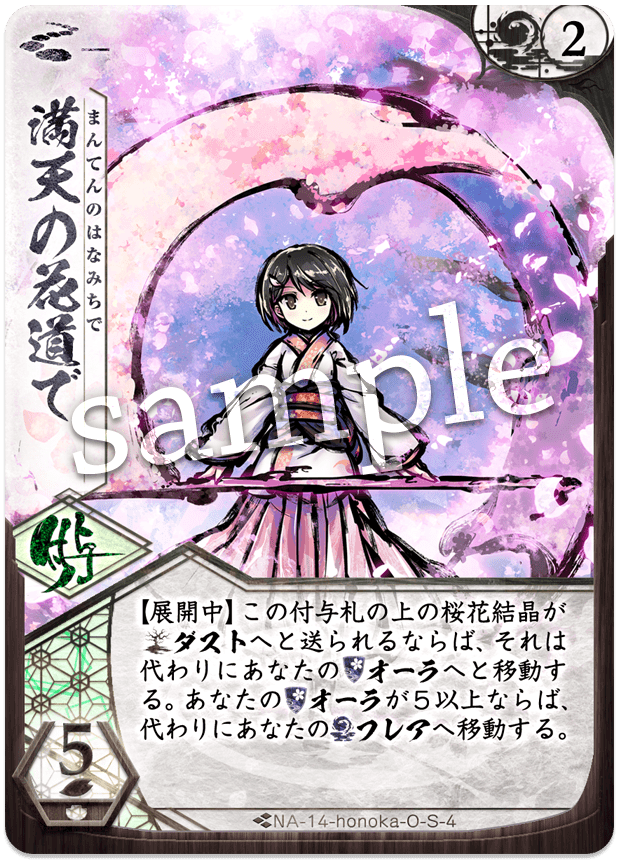 2
満天の花道で
まんてんのはなみちで
sample
【展開中】この付与札の上の桜花結晶が
ダストへと送られるならば、それは
代わりにあなたのオーラへと移動す
る。あなたのオーラが５以上ならば、
代わりにあなたのフレアへ移動する。
5
NA-14-honoka-O-S-4